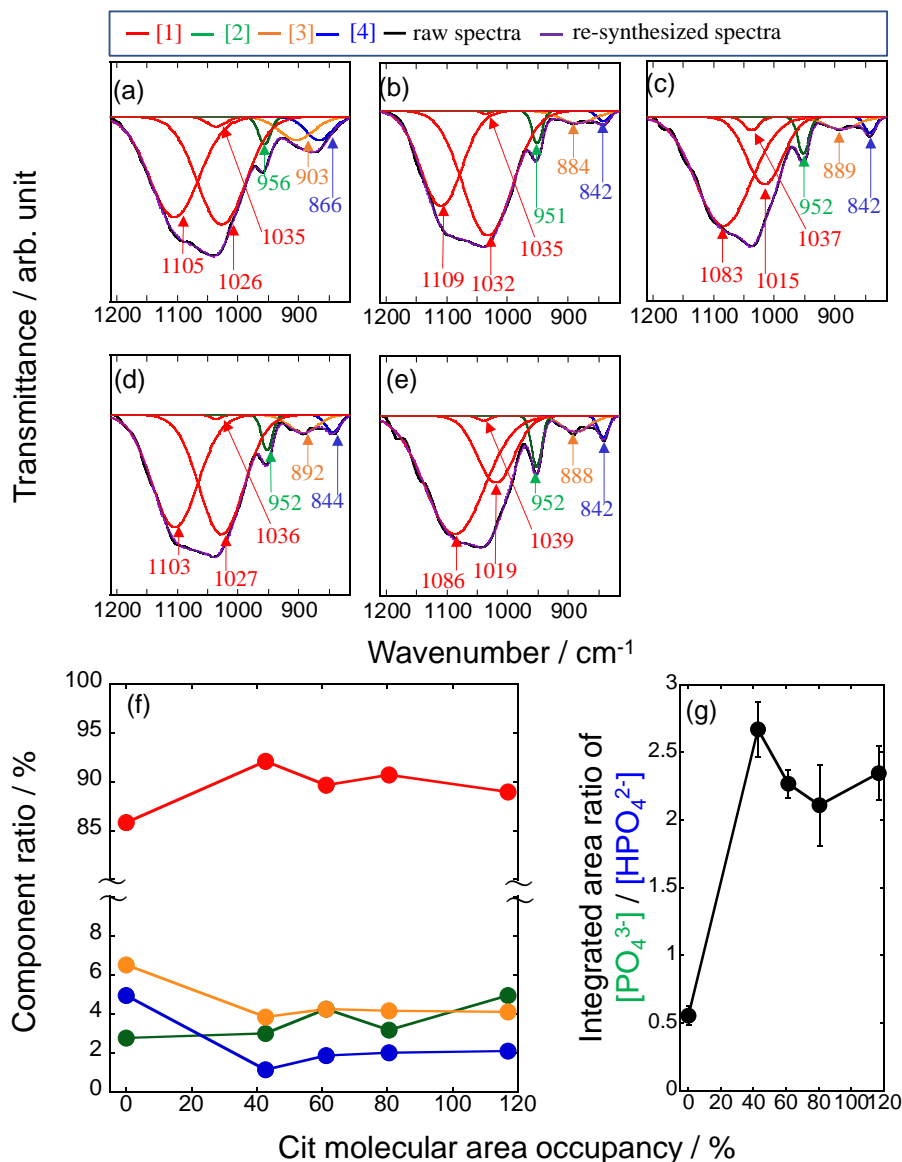 [1] [2] [3] [4] raw spectra re-synthesized spectra
(a)
1105
1026
1035
956
903
866
1200 1100 1000 900
(b)
1109
1032
1035
951
884
842
1200 1100 1000 900
(c)
1083
1015
1037
952
889
842
1200 1100 1000 900
(d)
1103
1027
1036
952
892
844
1200 1100 1000 900
(e)
1086
1019
1039
952
888
842
1200 1100 1000 900
Transmittance / arb. unit
Wavenumber / cm-1
(f)
100
95
90
85
8
6
4
2
0
0 20 40 60 80 100 120
Component ratio / %
(g)
3
2.5
2
1.5
1
0.5
0
0 20 40 60 80 100 120
Integrated area ratio of
[PO43-] / [HPO42-]
Cit molecular area occupancy / %